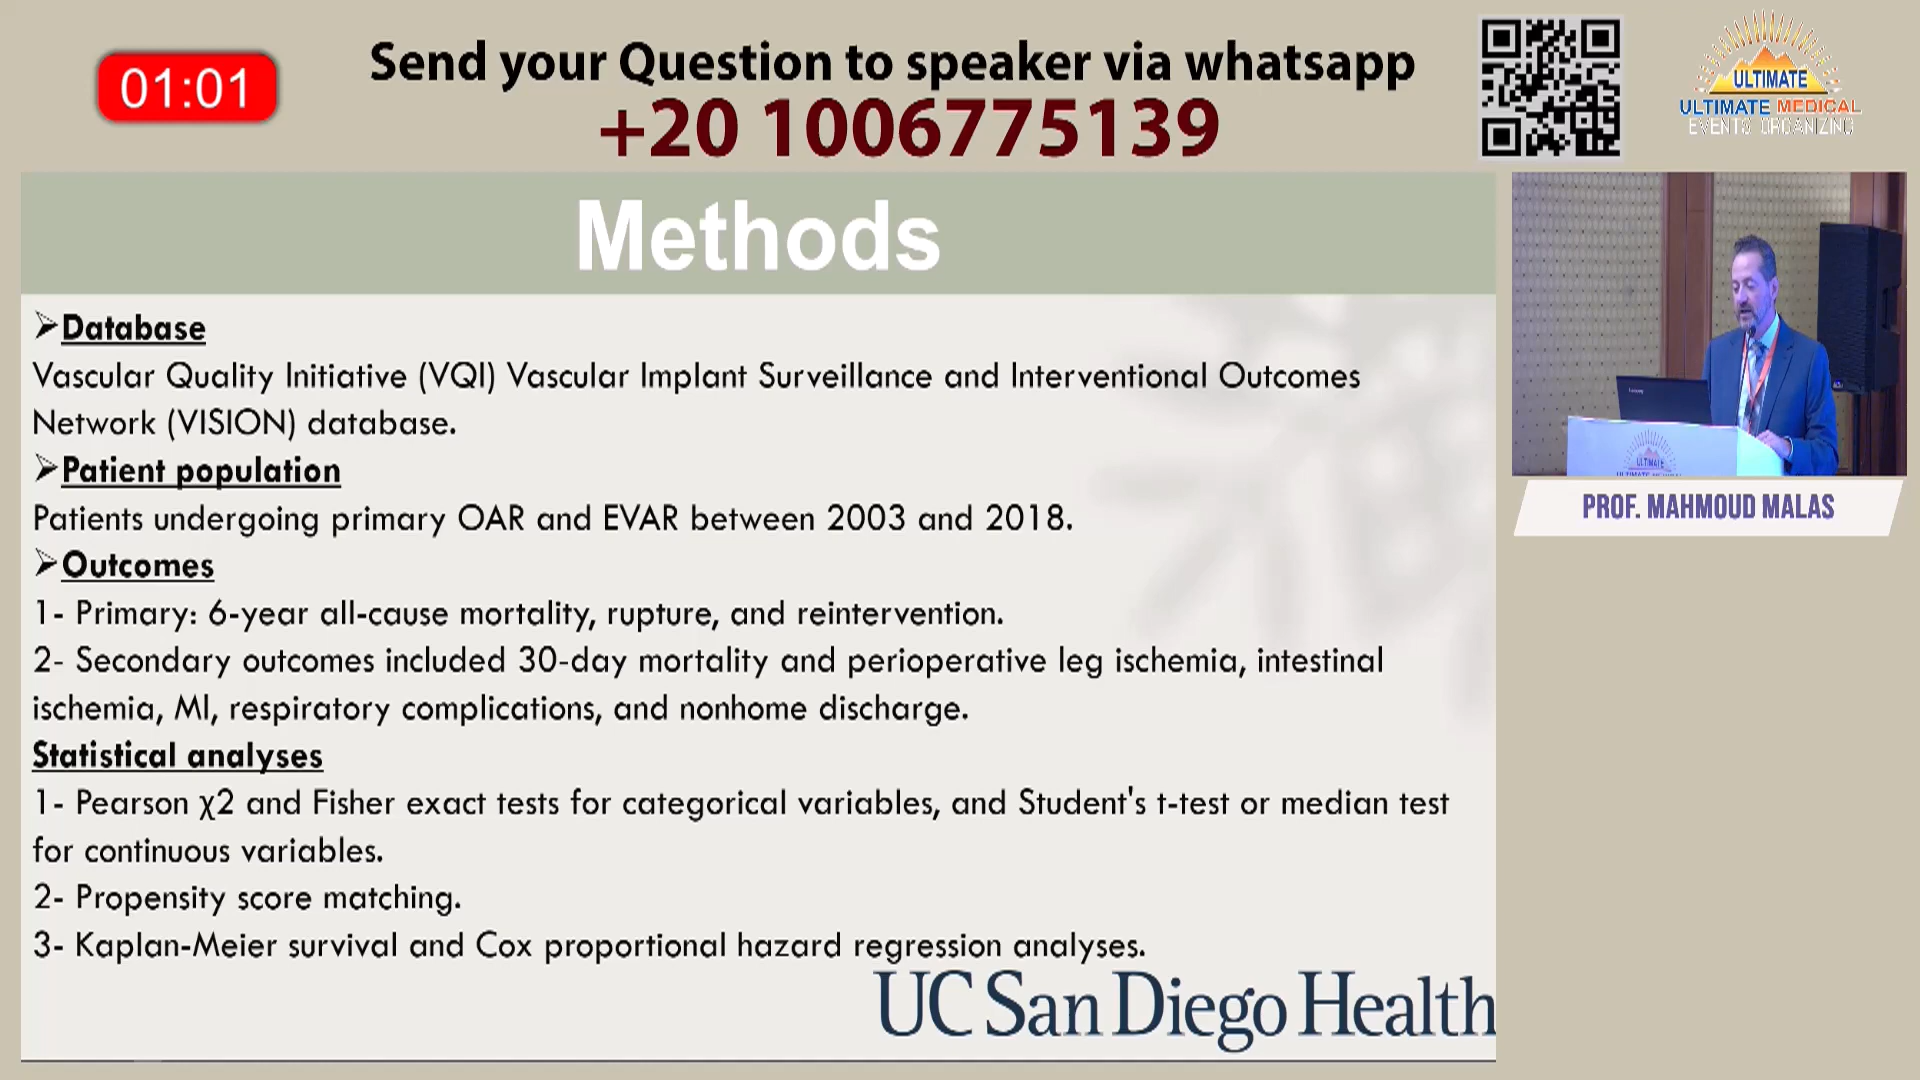 01:01
Send your Question to speaker via whatsapp
+20 1006775139
ULTIMATE
ULTIMATE MEDICAL
EVENTS ORGANIZING
Methods
➢Database
Vascular Quality Initiative (VQI) Vascular Implant Surveillance and Interventional Outcomes
Network (VISION) database.
➢Patient population
Patients undergoing primary OAR and EVAR between 2003 and 2018.
➢Outcomes
1- Primary: 6-year all-cause mortality, rupture, and reintervention.
2- Secondary outcomes included 30-day mortality and perioperative leg ischemia, intestinal
ischemia, MI, respiratory complications, and nonhome discharge.
Statistical analyses
1- Pearson χ2 and Fisher exact tests for categorical variables, and Student's t-test or median test
for continuous variables.
2- Propensity score matching.
3- Kaplan-Meier survival and Cox proportional hazard regression analyses.
UC San Diego Health
ULTIMATE
PROF. MAHMOUD MALAS